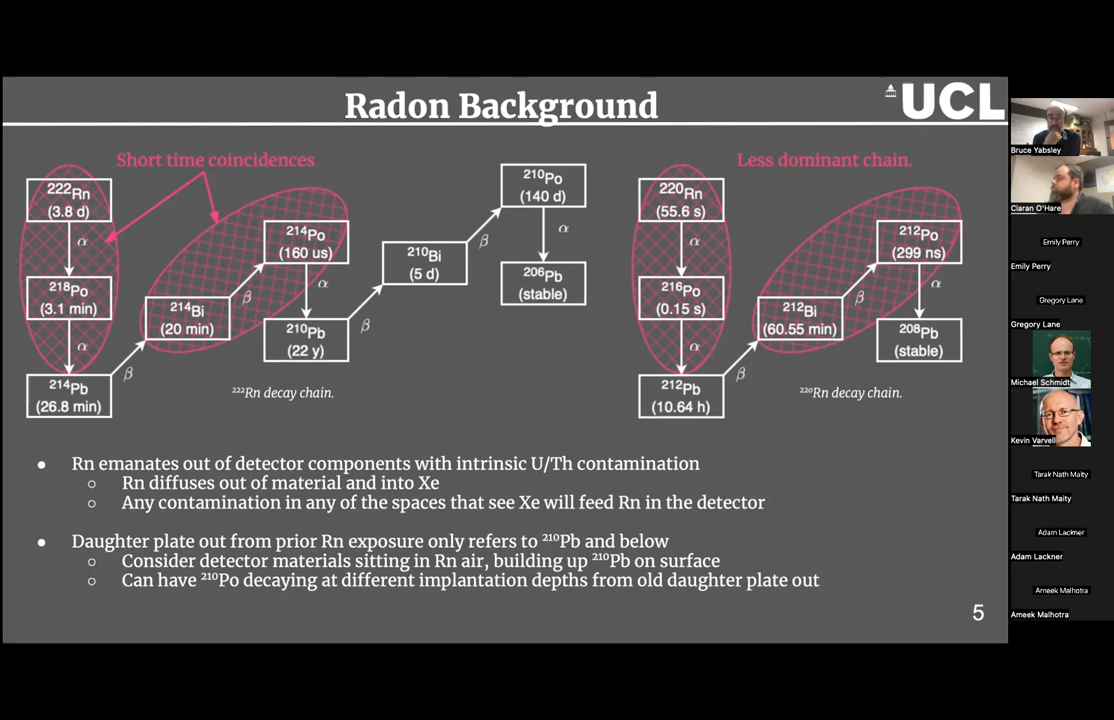 Radon Background
UCL
Short time coincidences
Less dominant chain.
²²²Rn
(3.8 d)
α
²¹⁸Po
(3.1 min)
α
²¹⁴Pb
(26.8 min)
β
²¹⁴Bi
(20 min)
β
²¹⁴Po
(160 us)
α
²¹⁰Pb
(22 y)
β
²¹⁰Bi
(5 d)
β
²¹⁰Po
(140 d)
α
²⁰⁶Pb
(stable)
²²²Rn decay chain.
²²⁰Rn
(55.6 s)
α
²¹⁶Po
(0.15 s)
α
²¹²Pb
(10.64 h)
β
²¹²Bi
(60.55 min)
β
²¹²Po
(299 ns)
α
²⁰⁸Pb
(stable)
²²⁰Rn decay chain.
● Rn emanates out of detector components with intrinsic U/Th contamination
○ Rn diffuses out of material and into Xe
○ Any contamination in any of the spaces that see Xe will feed Rn in the detector
● Daughter plate out from prior Rn exposure only refers to ²¹⁰Pb and below
○ Consider detector materials sitting in Rn air, building up ²¹⁰Pb on surface
○ Can have ²¹⁰Po decaying at different implantation depths from old daughter plate out
5
Bruce Yabsley
Ciaran O'Hare
Emily Perry
Emily Perry
Gregory Lane
Gregory Lane
Michael Schmidt
Kevin Varvell
Tarak Nath Maity
Tarak Nath Maity
Adam Lackner
Adam Lackner
Ameek Malhotra
Ameek Malhotra